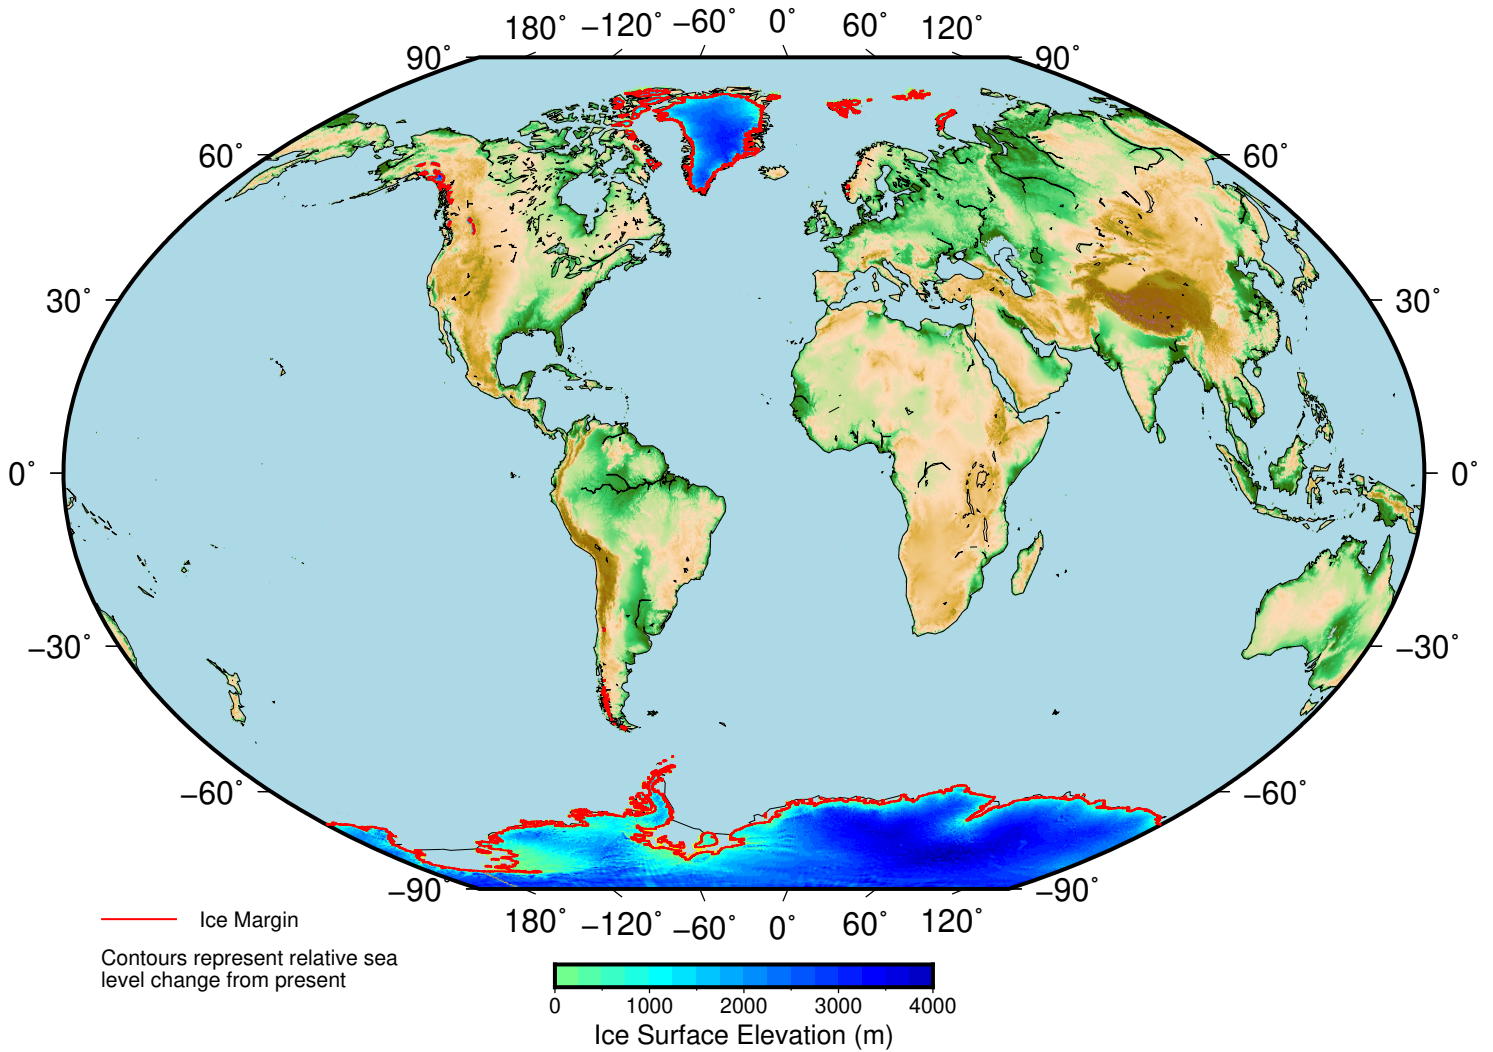 180° −120° −60° 0° 60° 120°
90° 90°
60° 60°
30° 30°
0° 0°
−30° −30°
−60° −60°
−90° −90°
180° −120° −60° 0° 60° 120°
Ice Margin
Contours represent relative sea
level change from present
0 1000 2000 3000 4000
Ice Surface Elevation (m)